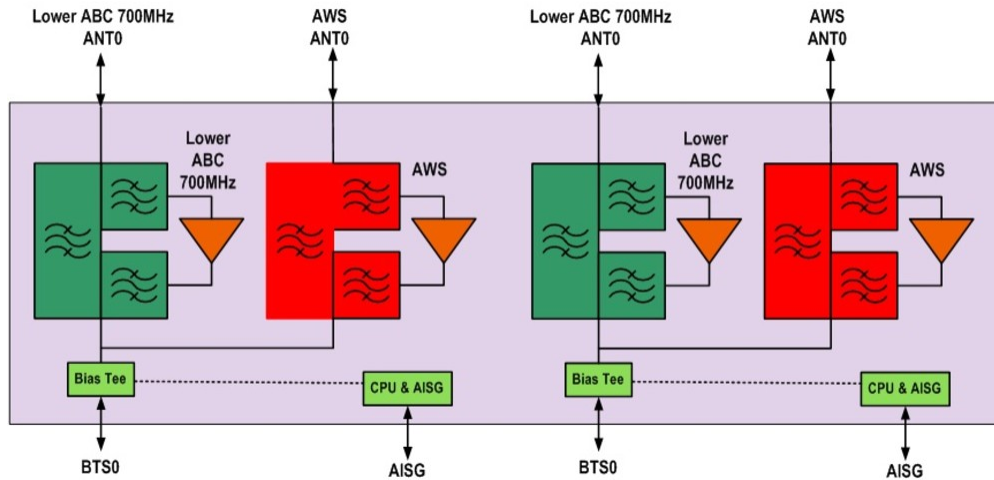 Lower ABC 700MHz
ANT0
AWS
ANT0
Lower ABC 700MHz
ANT0
AWS
ANT0
Lower
ABC
700MHz
AWS
Lower
ABC
700MHz
AWS
Bias Tee
CPU & AISG
Bias Tee
CPU & AISG
BTS0
AISG
BTS0
AISG